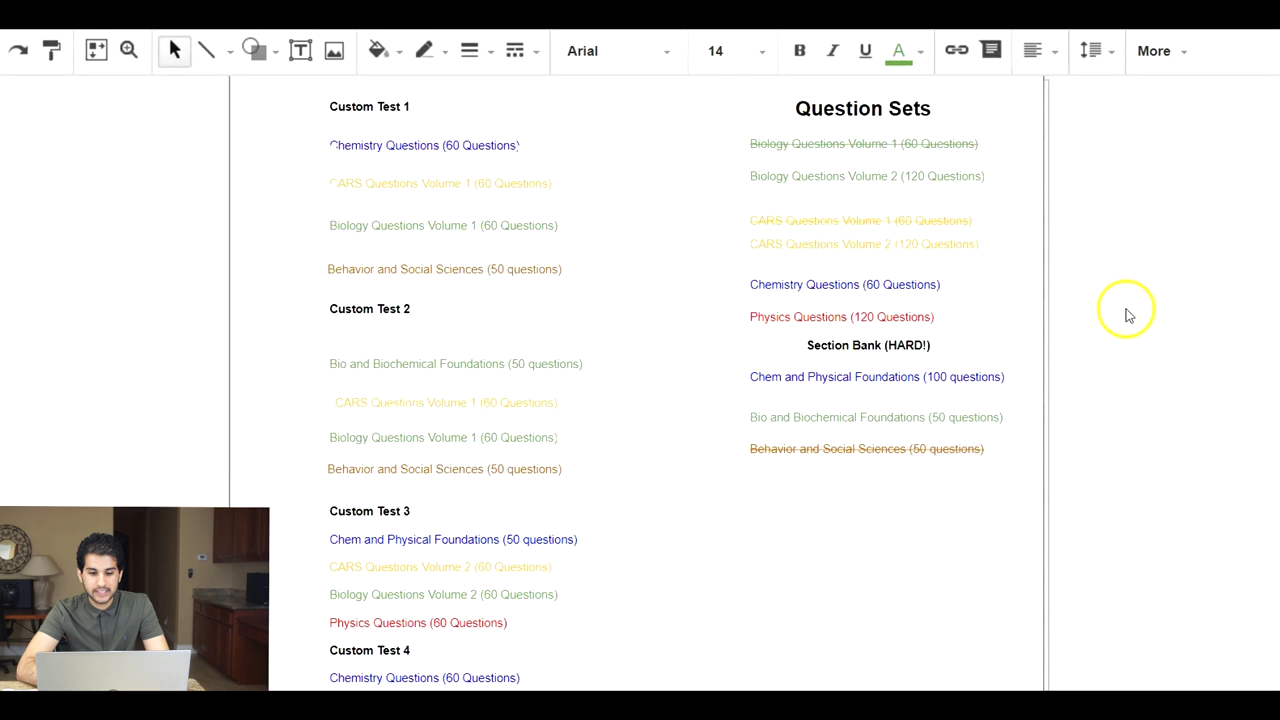 Arial
14
B
I
U
A
More
Custom Test 1
Chemistry Questions (60 Questions)
CARS Questions Volume 1 (60 Questions)
Biology Questions Volume 1 (60 Questions)
Behavior and Social Sciences (50 questions)
Custom Test 2
Bio and Biochemical Foundations (50 questions)
CARS Questions Volume 1 (60 Questions)
Biology Questions Volume 1 (60 Questions)
Behavior and Social Sciences (50 questions)
Custom Test 3
Chem and Physical Foundations (50 questions)
CARS Questions Volume 2 (60 Questions)
Biology Questions Volume 2 (60 Questions)
Physics Questions (60 Questions)
Custom Test 4
Chemistry Questions (60 Questions)
Question Sets
Biology Questions Volume 1 (60 Questions)
Biology Questions Volume 2 (120 Questions)
CARS Questions Volume 1 (60 Questions)
CARS Questions Volume 2 (120 Questions)
Chemistry Questions (60 Questions)
Physics Questions (120 Questions)
Section Bank (HARD!)
Chem and Physical Foundations (100 questions)
Bio and Biochemical Foundations (50 questions)
Behavior and Social Sciences (50 questions)